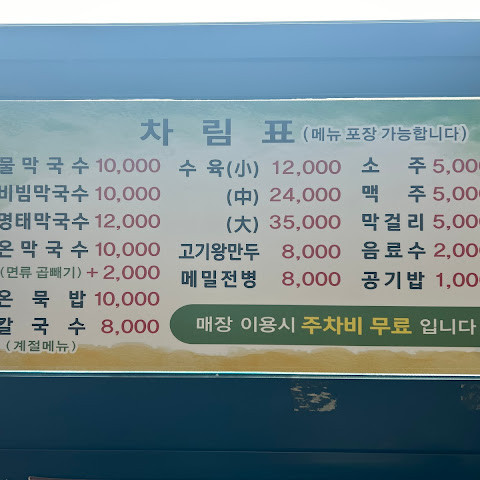 차 림 표 (메뉴 포장 가능합니다)
물 막 국 수 10,000
비빔막국수 10,000
명태막국수 12,000
온 막 국 수 10,000
(면류 곱빼기) + 2,000
온 묵 밥 10,000
칼 국 수 8,000
(계절메뉴)
수 육 (小) 12,000
(中) 24,000
(大) 35,000
고기왕만두 8,000
메밀전병 8,000
소 주 5,000
맥 주 5,000
막걸리 5,000
음료수 2,000
공기밥 1,000
매장 이용시 주차비 무료 입니다